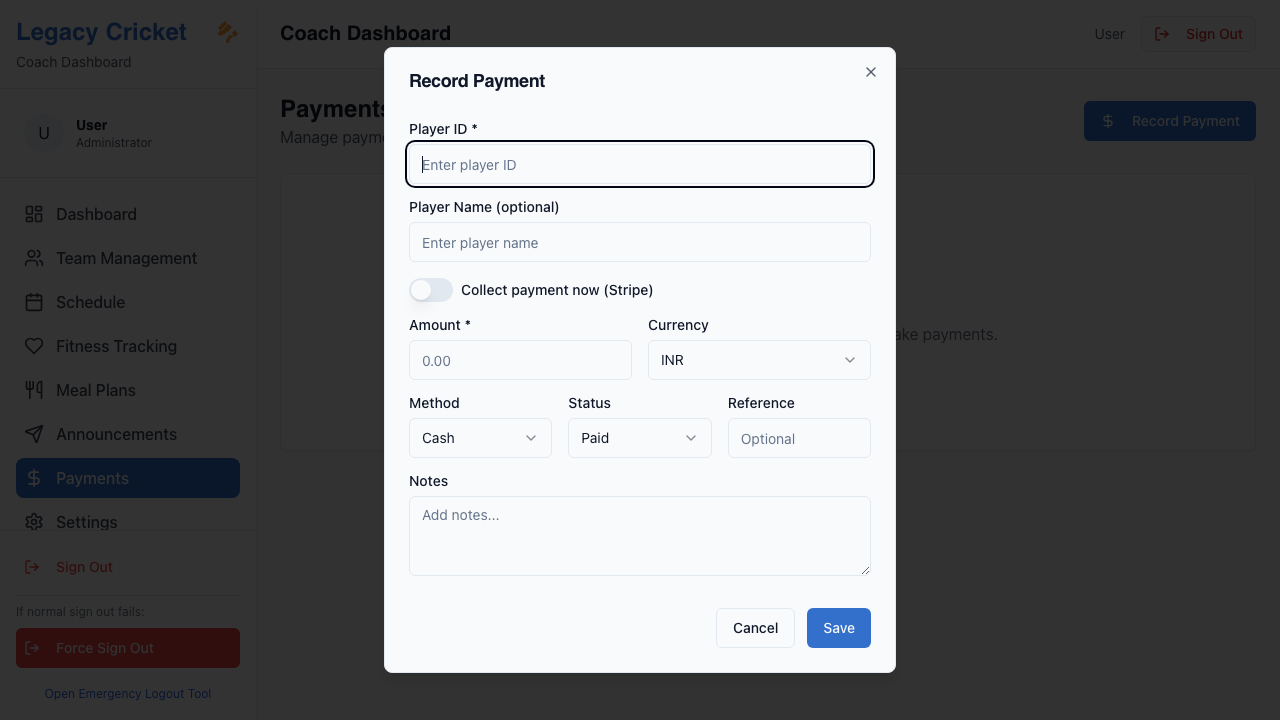 Legacy Cricket
Coach Dashboard
U
User
Administrator
Dashboard
Team Management
Schedule
Fitness Tracking
Meal Plans
Announcements
Payments
Settings
Sign Out
If normal sign out fails:
Force Sign Out
Open Emergency Logout Tool
Coach Dashboard
User
Sign Out
Payments
Manage payme
Record Payment
ake payments.
Record Payment
Player ID *
Enter player ID
Player Name (optional)
Enter player name
Collect payment now (Stripe)
Amount *
Currency
0.00
INR
Method
Status
Reference
Cash
Paid
Optional
Notes
Add notes...
Cancel
Save